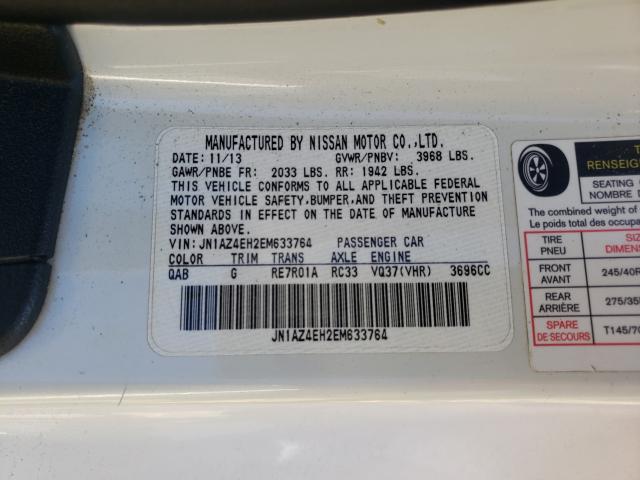 MANUFACTURED BY NISSAN MOTOR CO.,LTD.
DATE: 11/13 GVWR/PNBV: 3968 LBS.
GAWR/PNBE FR: 2033 LBS. RR: 1942 LBS.
THIS VEHICLE CONFORMS TO ALL APPLICABLE FEDERAL
MOTOR VEHICLE SAFETY,BUMPER,AND THEFT PREVENTION
STANDARDS IN EFFECT ON THE DATE OF MANUFACTURE
SHOWN ABOVE.
VIN: JN1AZ4EH2EM633764 PASSENGER CAR
COLOR TRIM TRANS AXLE ENGINE
QAB G RE7R01A RC33 VQ37(VHR) 3696CC
JN1AZ4EH2EM633764
RENSEIGNEM
SEATING
NOMBRE D
The combined weight of
Le poids total des occupa
TIRE
PNEU
SIZ
DIMENS
FRONT
AVANT
245/40R
REAR
ARRIÈRE
275/35
SPARE
DE SECOURS
T145/70